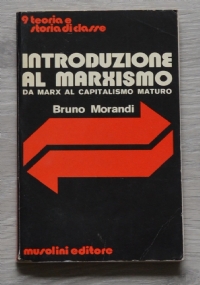 9 teoria e
storia di classe
INTRODUZIONE
AL MARXISMO
DA MARX AL CAPITALISMO MATURO
Bruno Morandi
musolini editore